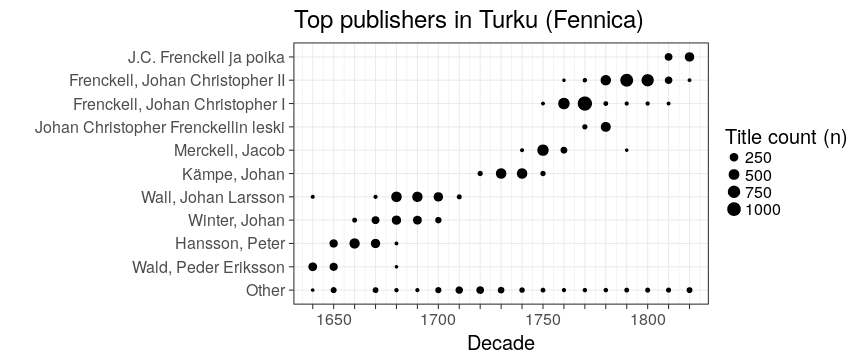 Top publishers in Turku (Fennica)
J.C. Frenckell ja poika
Frenckell, Johan Christopher II
Frenckell, Johan Christopher I
Johan Christopher Frenckellin leski
Merckell, Jacob
Kämpe, Johan
Wall, Johan Larsson
Winter, Johan
Hansson, Peter
Wald, Peder Eriksson
Other
1650 1700 1750 1800
Decade
Title count (n)
250
500
750
1000